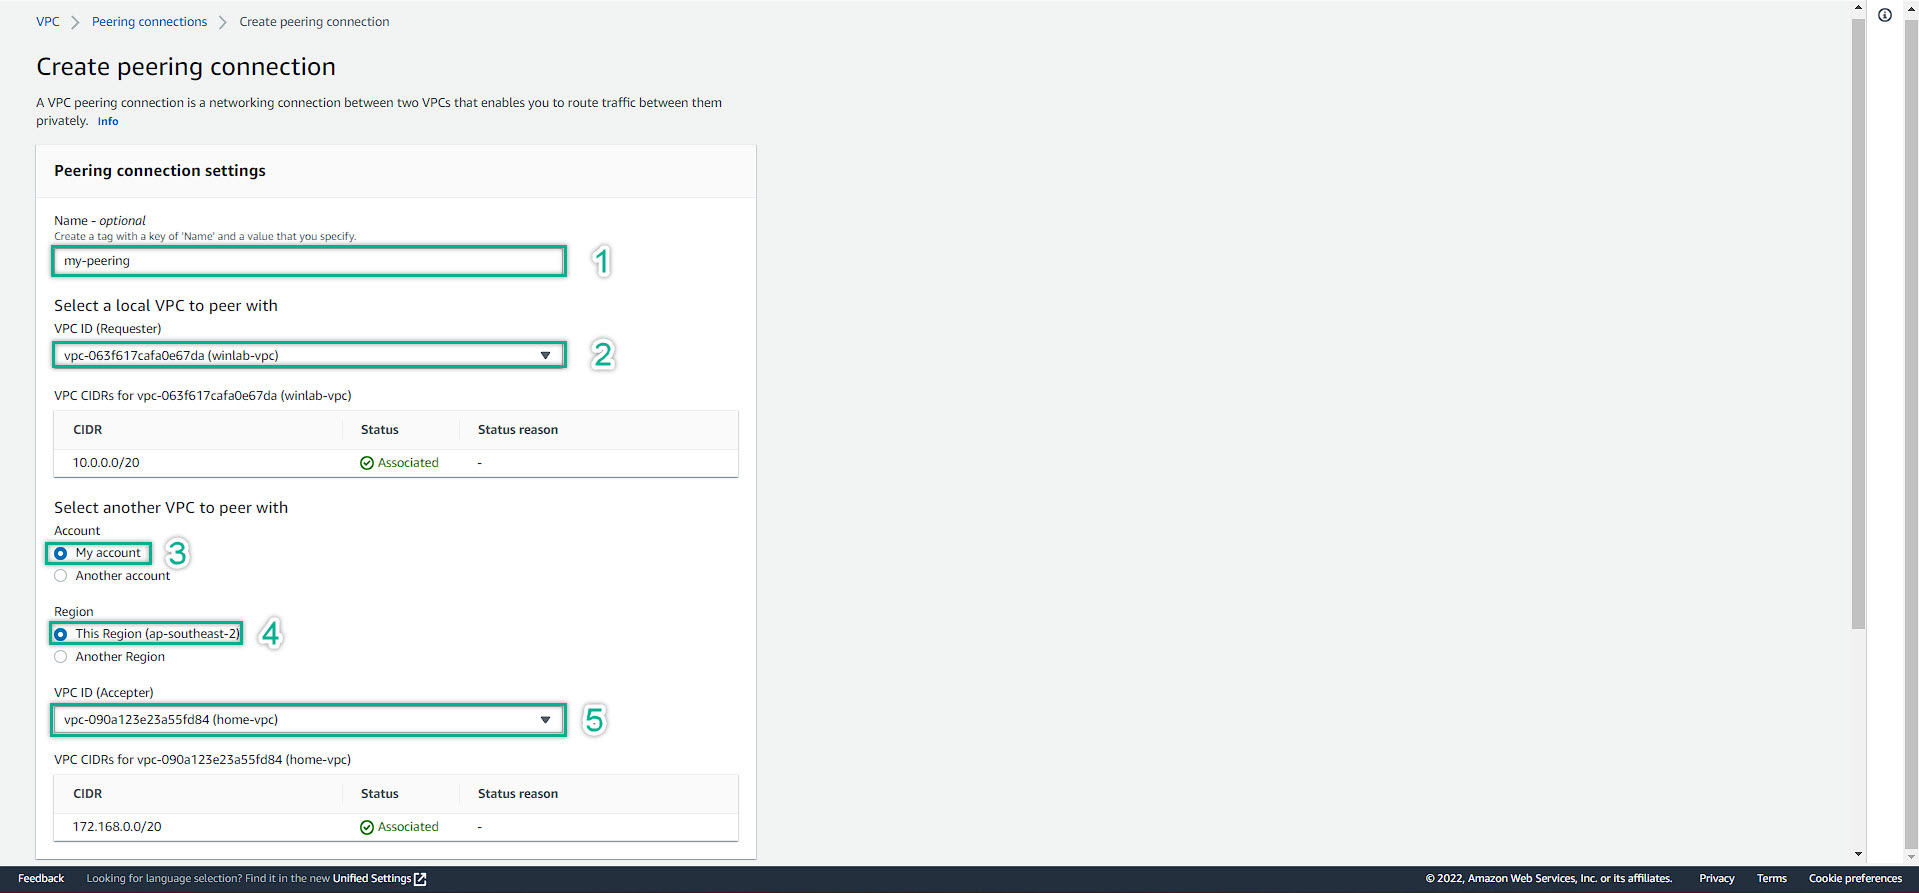 VPC > Peering connections > Create peering connection
Create peering connection
A VPC peering connection is a networking connection between two VPCs that enables you to route traffic between them
privately. Info
Peering connection settings
Name - optional
Create a tag with a key of 'Name' and a value that you specify.
my-peering 1
Select a local VPC to peer with
VPC ID (Requester)
vpc-063f617cafa0e67da (winlab-vpc) 2
VPC CIDRs for vpc-063f617cafa0e67da (winlab-vpc)
CIDR Status Status reason
10.0.0.0/20 Associated -
Select another VPC to peer with
Account
My account 3
Another account
Region
This Region (ap-southeast-2) 4
Another Region
VPC ID (Accepter)
vpc-090a123e23a55fd84 (home-vpc) 5
VPC CIDRs for vpc-090a123e23a55fd84 (home-vpc)
CIDR Status Status reason
172.168.0.0/20 Associated -
Feedback Looking for language selection? Find it in the new Unified Settings © 2022, Amazon Web Services, Inc. or its affiliates. Privacy Terms Cookie preferences